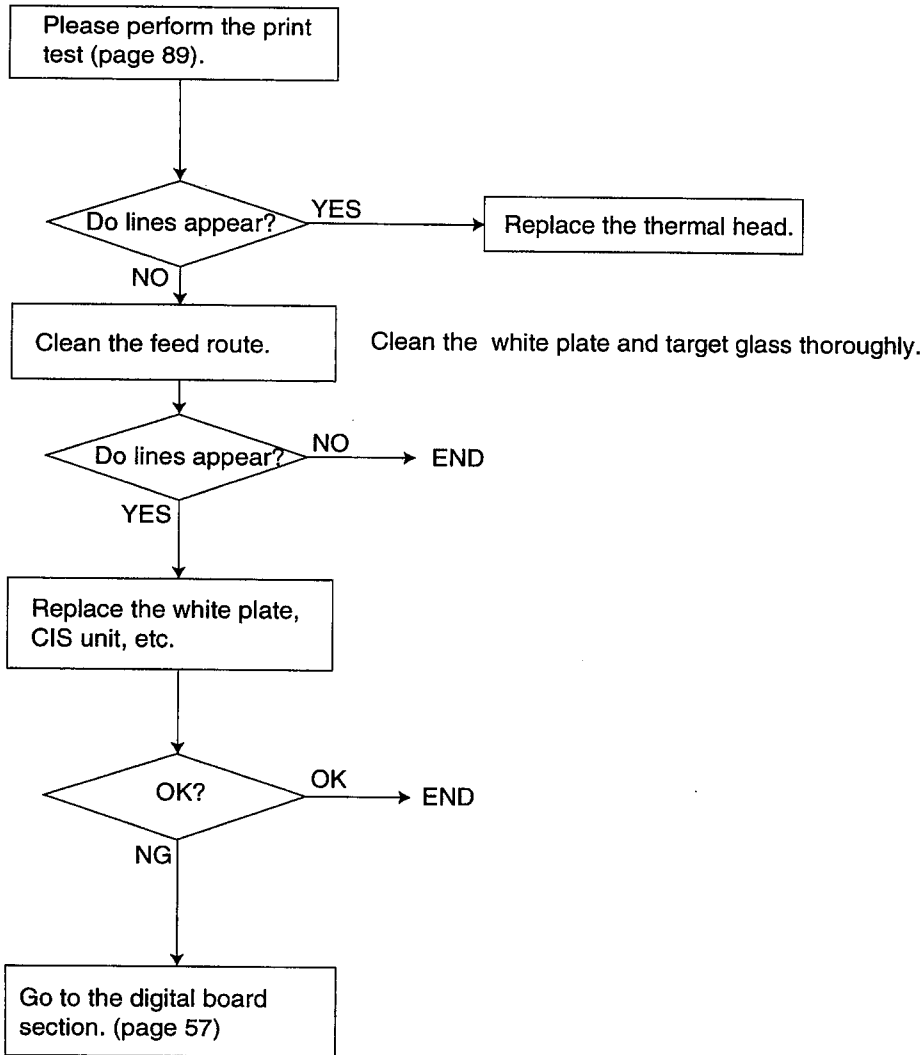 Please perform the print
test (page 89).
Do lines appear?
YES
Replace the thermal head.
NO
Clean the feed route.
Clean the white plate and target glass thoroughly.
Do lines appear?
NO
END
YES
Replace the white plate,
CIS unit, etc.
OK?
OK
END
NG
Go to the digital board
section. (page 57)